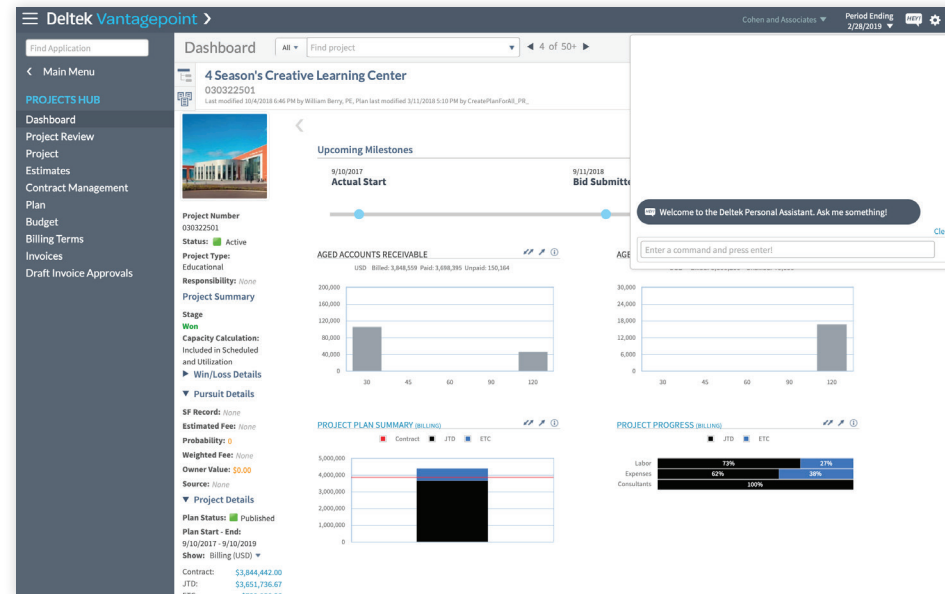 Deltek Vantagepoint
Cohen and Associates
Period Ending
2/28/2019
HEY!
Find Application
Main Menu
PROJECTS HUB
Dashboard
Project Review
Project
Estimates
Contract Management
Plan
Budget
Billing Terms
Invoices
Draft Invoice Approvals
Dashboard
All
Find project
4 of 50+
4 Season's Creative Learning Center
030322501
Last modified 10/4/2018 6:46 PM by William Berry, PE, Plan last modified 3/11/2018 5:10 PM by CreatePlanForAll_PR_
Project Number
030322501
Status: Active
Project Type:
Educational
Responsibility: None
Project Summary
Stage
Won
Capacity Calculation:
Included in Scheduled
and Utilization
Win/Loss Details
Pursuit Details
SF Record: None
Estimated Fee: None
Probability: 0
Weighted Fee: None
Owner Value: $0.00
Source: None
Project Details
Plan Status: Published
Plan Start - End:
9/10/2017 - 9/10/2019
Show: Billing (USD)
Contract: $3,844,442.00
JTD: $3,651,736.67
Upcoming Milestones
9/10/2017
Actual Start
9/11/2018
Bid Submitte
HEY! Welcome to the Deltek Personal Assistant. Ask me something!
Cle
Enter a command and press enter!
AGED ACCOUNTS RECEIVABLE
USD Billed: 3,848,559 Paid: 3,698,395 Unpaid: 150,164
200,000
160,000
120,000
80,000
40,000
0
30 45 60 90 120
AGE
30,000
24,000
18,000
12,000
6,000
0
30 45 60 90 120
PROJECT PLAN SUMMARY (BILLING)
Contract JTD ETC
5,000,000
4,000,000
3,000,000
2,000,000
1,000,000
0
PROJECT PROGRESS (BILLING)
JTD ETC
Labor 73% 27%
Expenses 62% 38%
Consultants 100%